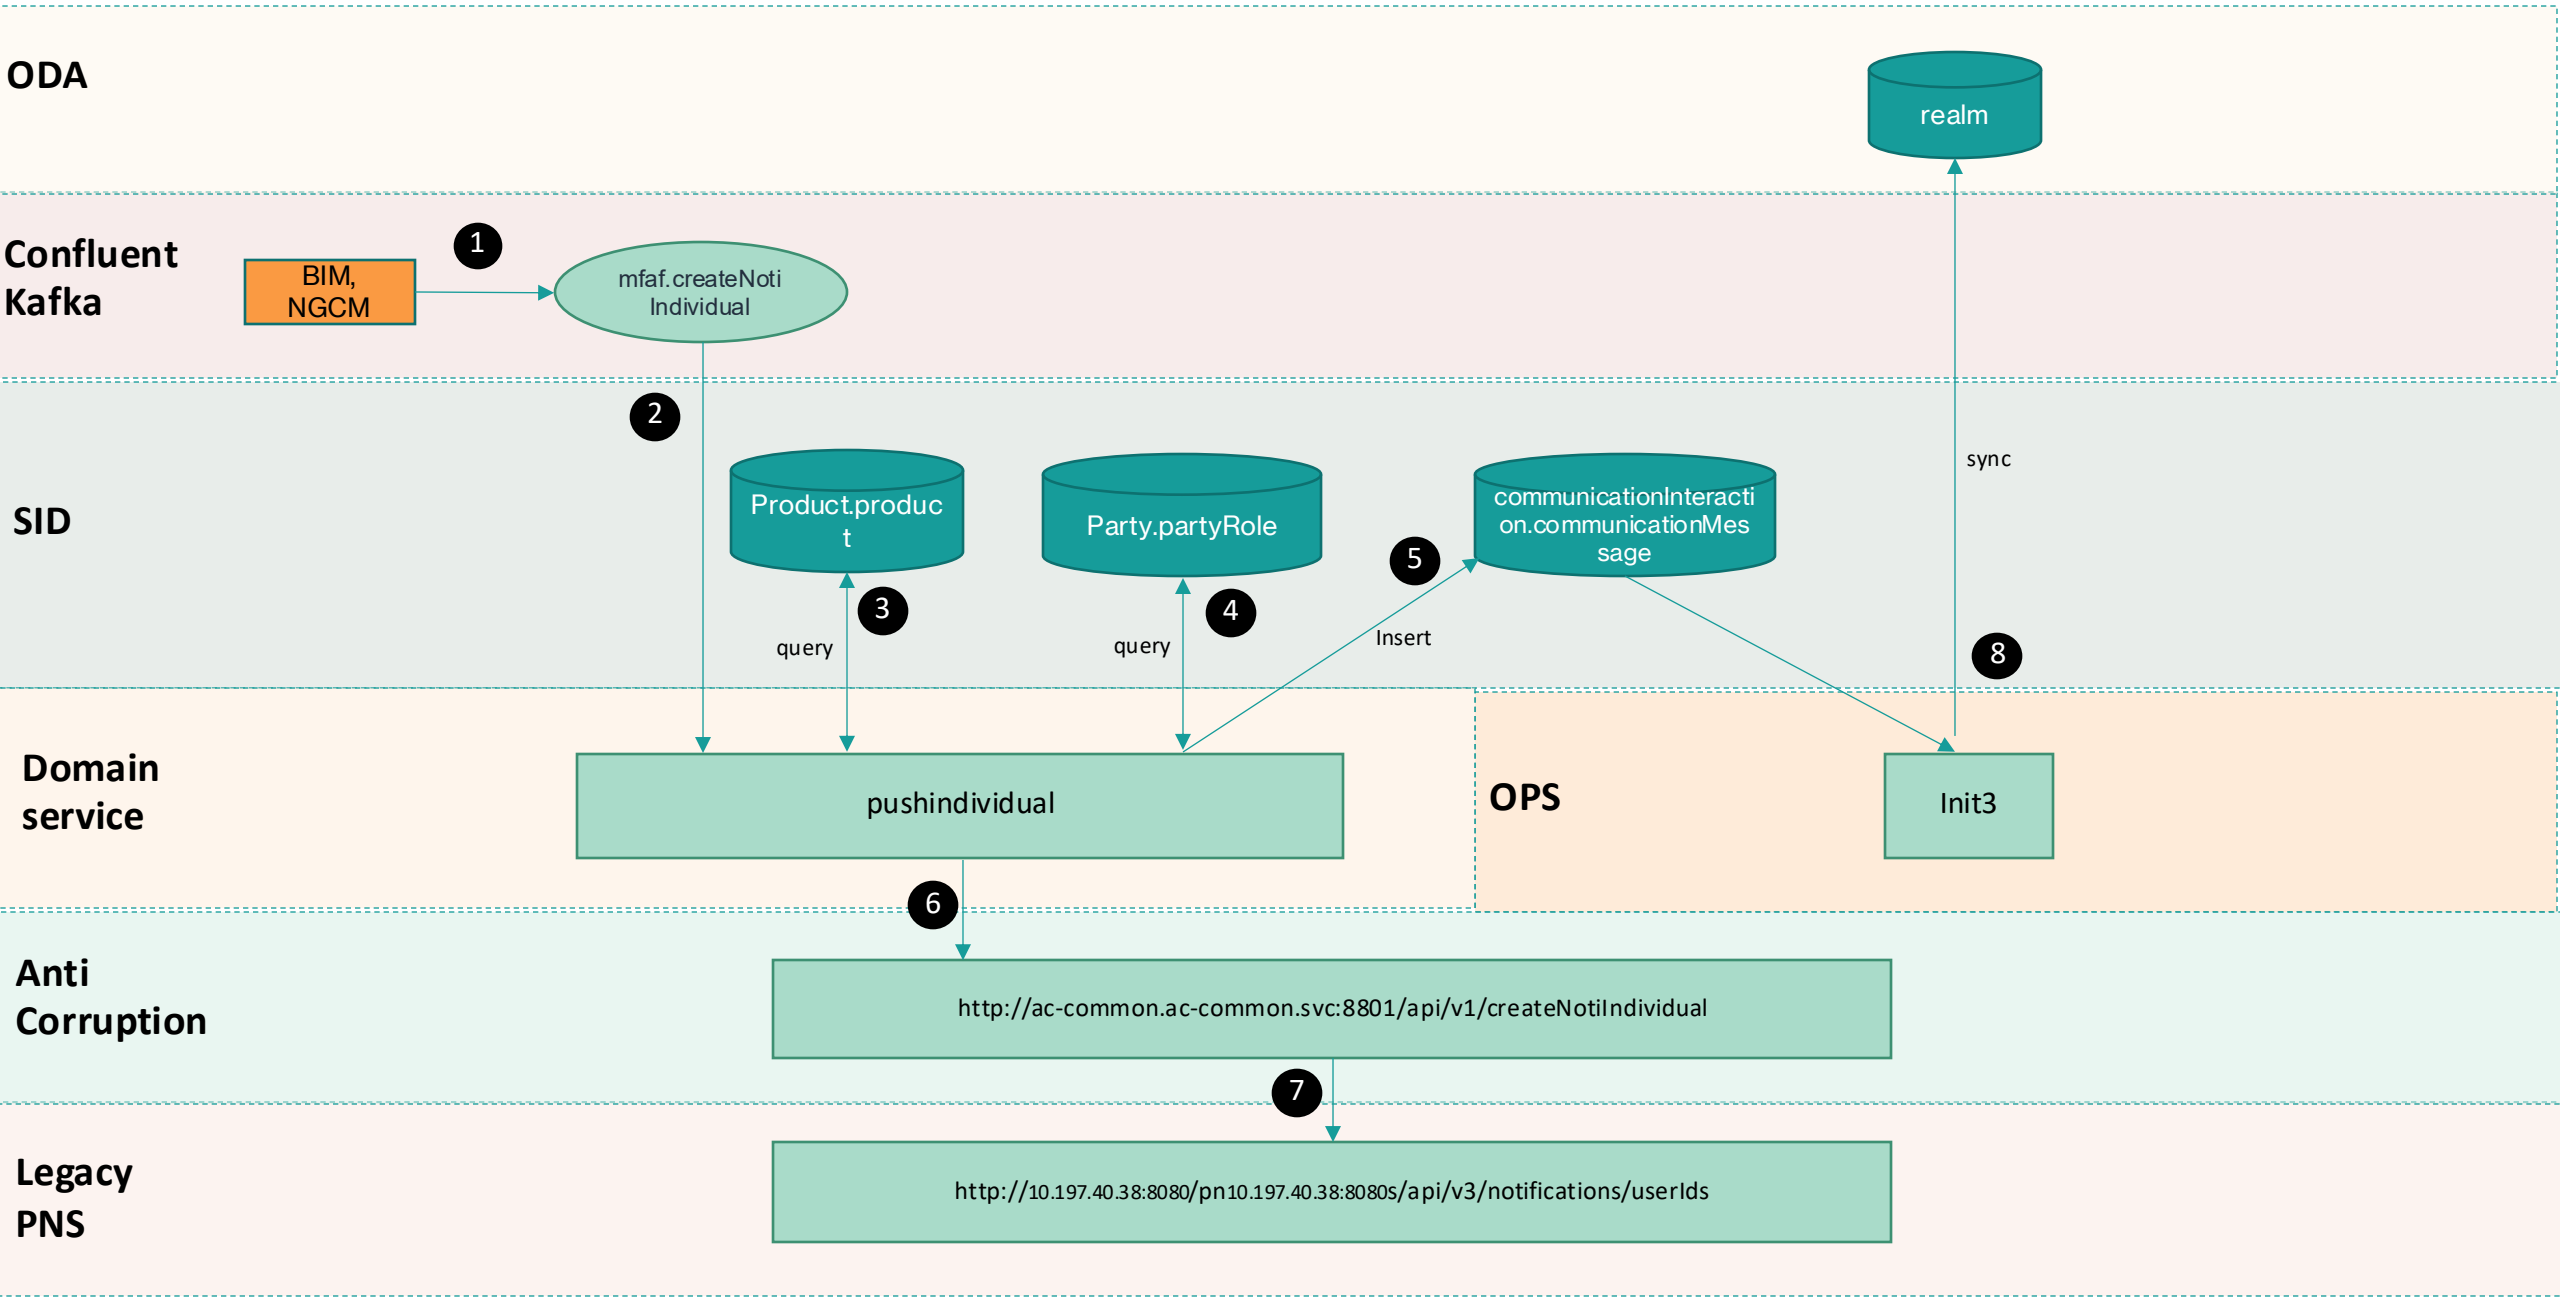 ODA
realm
Confluent
Kafka
BIM,
NGCM
1
mfaf.createNoti
Individual
2
SID
Product.produc
t
Party.partyRole
communicationInteracti
on.communicationMes
sage
sync
3
4
5
query
query
Insert
8
Domain
service
pushindividual
OPS
Init3
6
Anti
Corruption
http://ac-common.ac-common.svc:8801/api/v1/createNotiIndividual
7
Legacy
PNS
http://10.197.40.38:8080/pn10.197.40.38:8080s/api/v3/notifications/userIds